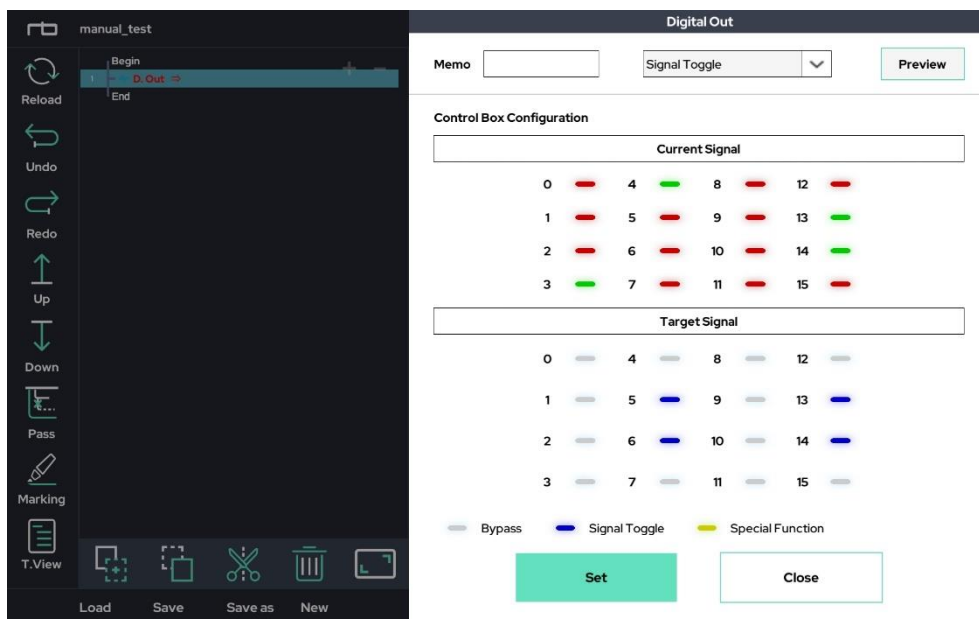 manual_test
Reload
Undo
Redo
Up
Down
Pass
Marking
T.View
Begin
1 D. Out ⇒
End
Load Save Save as New
Digital Out
Memo Signal Toggle Preview
Control Box Configuration
Current Signal
0 4 8 12
1 5 9 13
2 6 10 14
3 7 11 15
Target Signal
0 4 8 12
1 5 9 13
2 6 10 14
3 7 11 15
Bypass Signal Toggle Special Function
Set Close